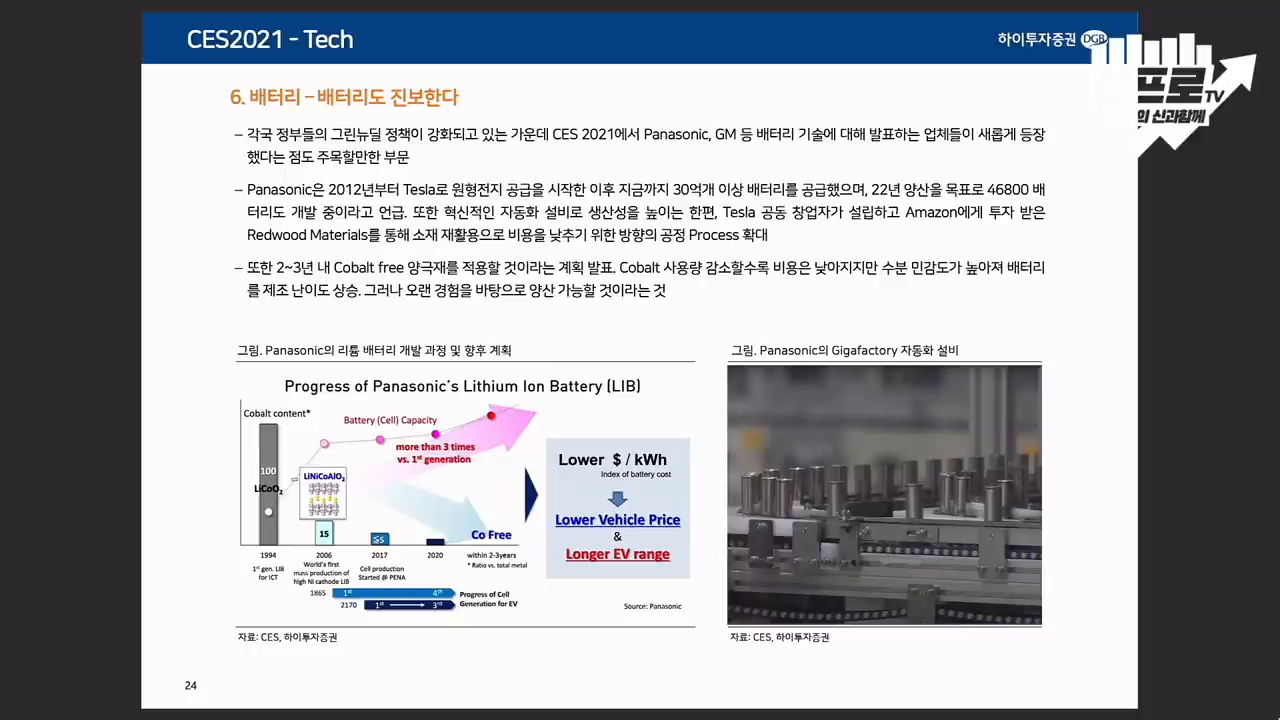 CES2021 - Tech
하이투자증권 DGB
프로TV
의 신과함께
6. 배터리 – 배터리도 진보한다
– 각국 정부들의 그린뉴딜 정책이 강화되고 있는 가운데 CES 2021에서 Panasonic, GM 등 배터리 기술에 대해 발표하는 업체들이 새롭게 등장
했다는 점도 주목할만한 부문
– Panasonic은 2012년부터 Tesla로 원형전지 공급을 시작한 이후 지금까지 30억개 이상 배터리를 공급했으며, 22년 양산을 목표로 46800 배
터리도 개발 중이라고 언급. 또한 혁신적인 자동화 설비로 생산성을 높이는 한편, Tesla 공동 창업자가 설립하고 Amazon에게 투자 받은
Redwood Materials를 통해 소재 재활용으로 비용을 낮추기 위한 방향의 공정 Process 확대
– 또한 2~3년 내 Cobalt free 양극재를 적용할 것이라는 계획 발표. Cobalt 사용량 감소할수록 비용은 낮아지지만 수분 민감도가 높아져 배터리
를 제조 난이도 상승. 그러나 오랜 경험을 바탕으로 양산 가능할 것이라는 것
그림. Panasonic의 리튬 배터리 개발 과정 및 향후 계획
Progress of Panasonic's Lithium Ion Battery (LIB)
Cobalt content*
Battery (Cell) Capacity
more than 3 times
vs. 1st generation
100
LiCoO₂
LiNiCoAlO₂
15
≤5
Co Free
1994 2006 2017 2020 within 2-3years
* Ratio vs. total metal
1st gen. LIB
for ICT
World's first
mass production of
high Ni cathode LIB
Cell production
Started @ PENA
1865 1st 4th
2170 1st 3rd
Progress of Cell
Generation for EV
Lower $ / kWh
Index of battery cost
Lower Vehicle Price
&
Longer EV range
Source: Panasonic
자료: CES, 하이투자증권
그림. Panasonic의 Gigafactory 자동화 설비
자료: CES, 하이투자증권
24